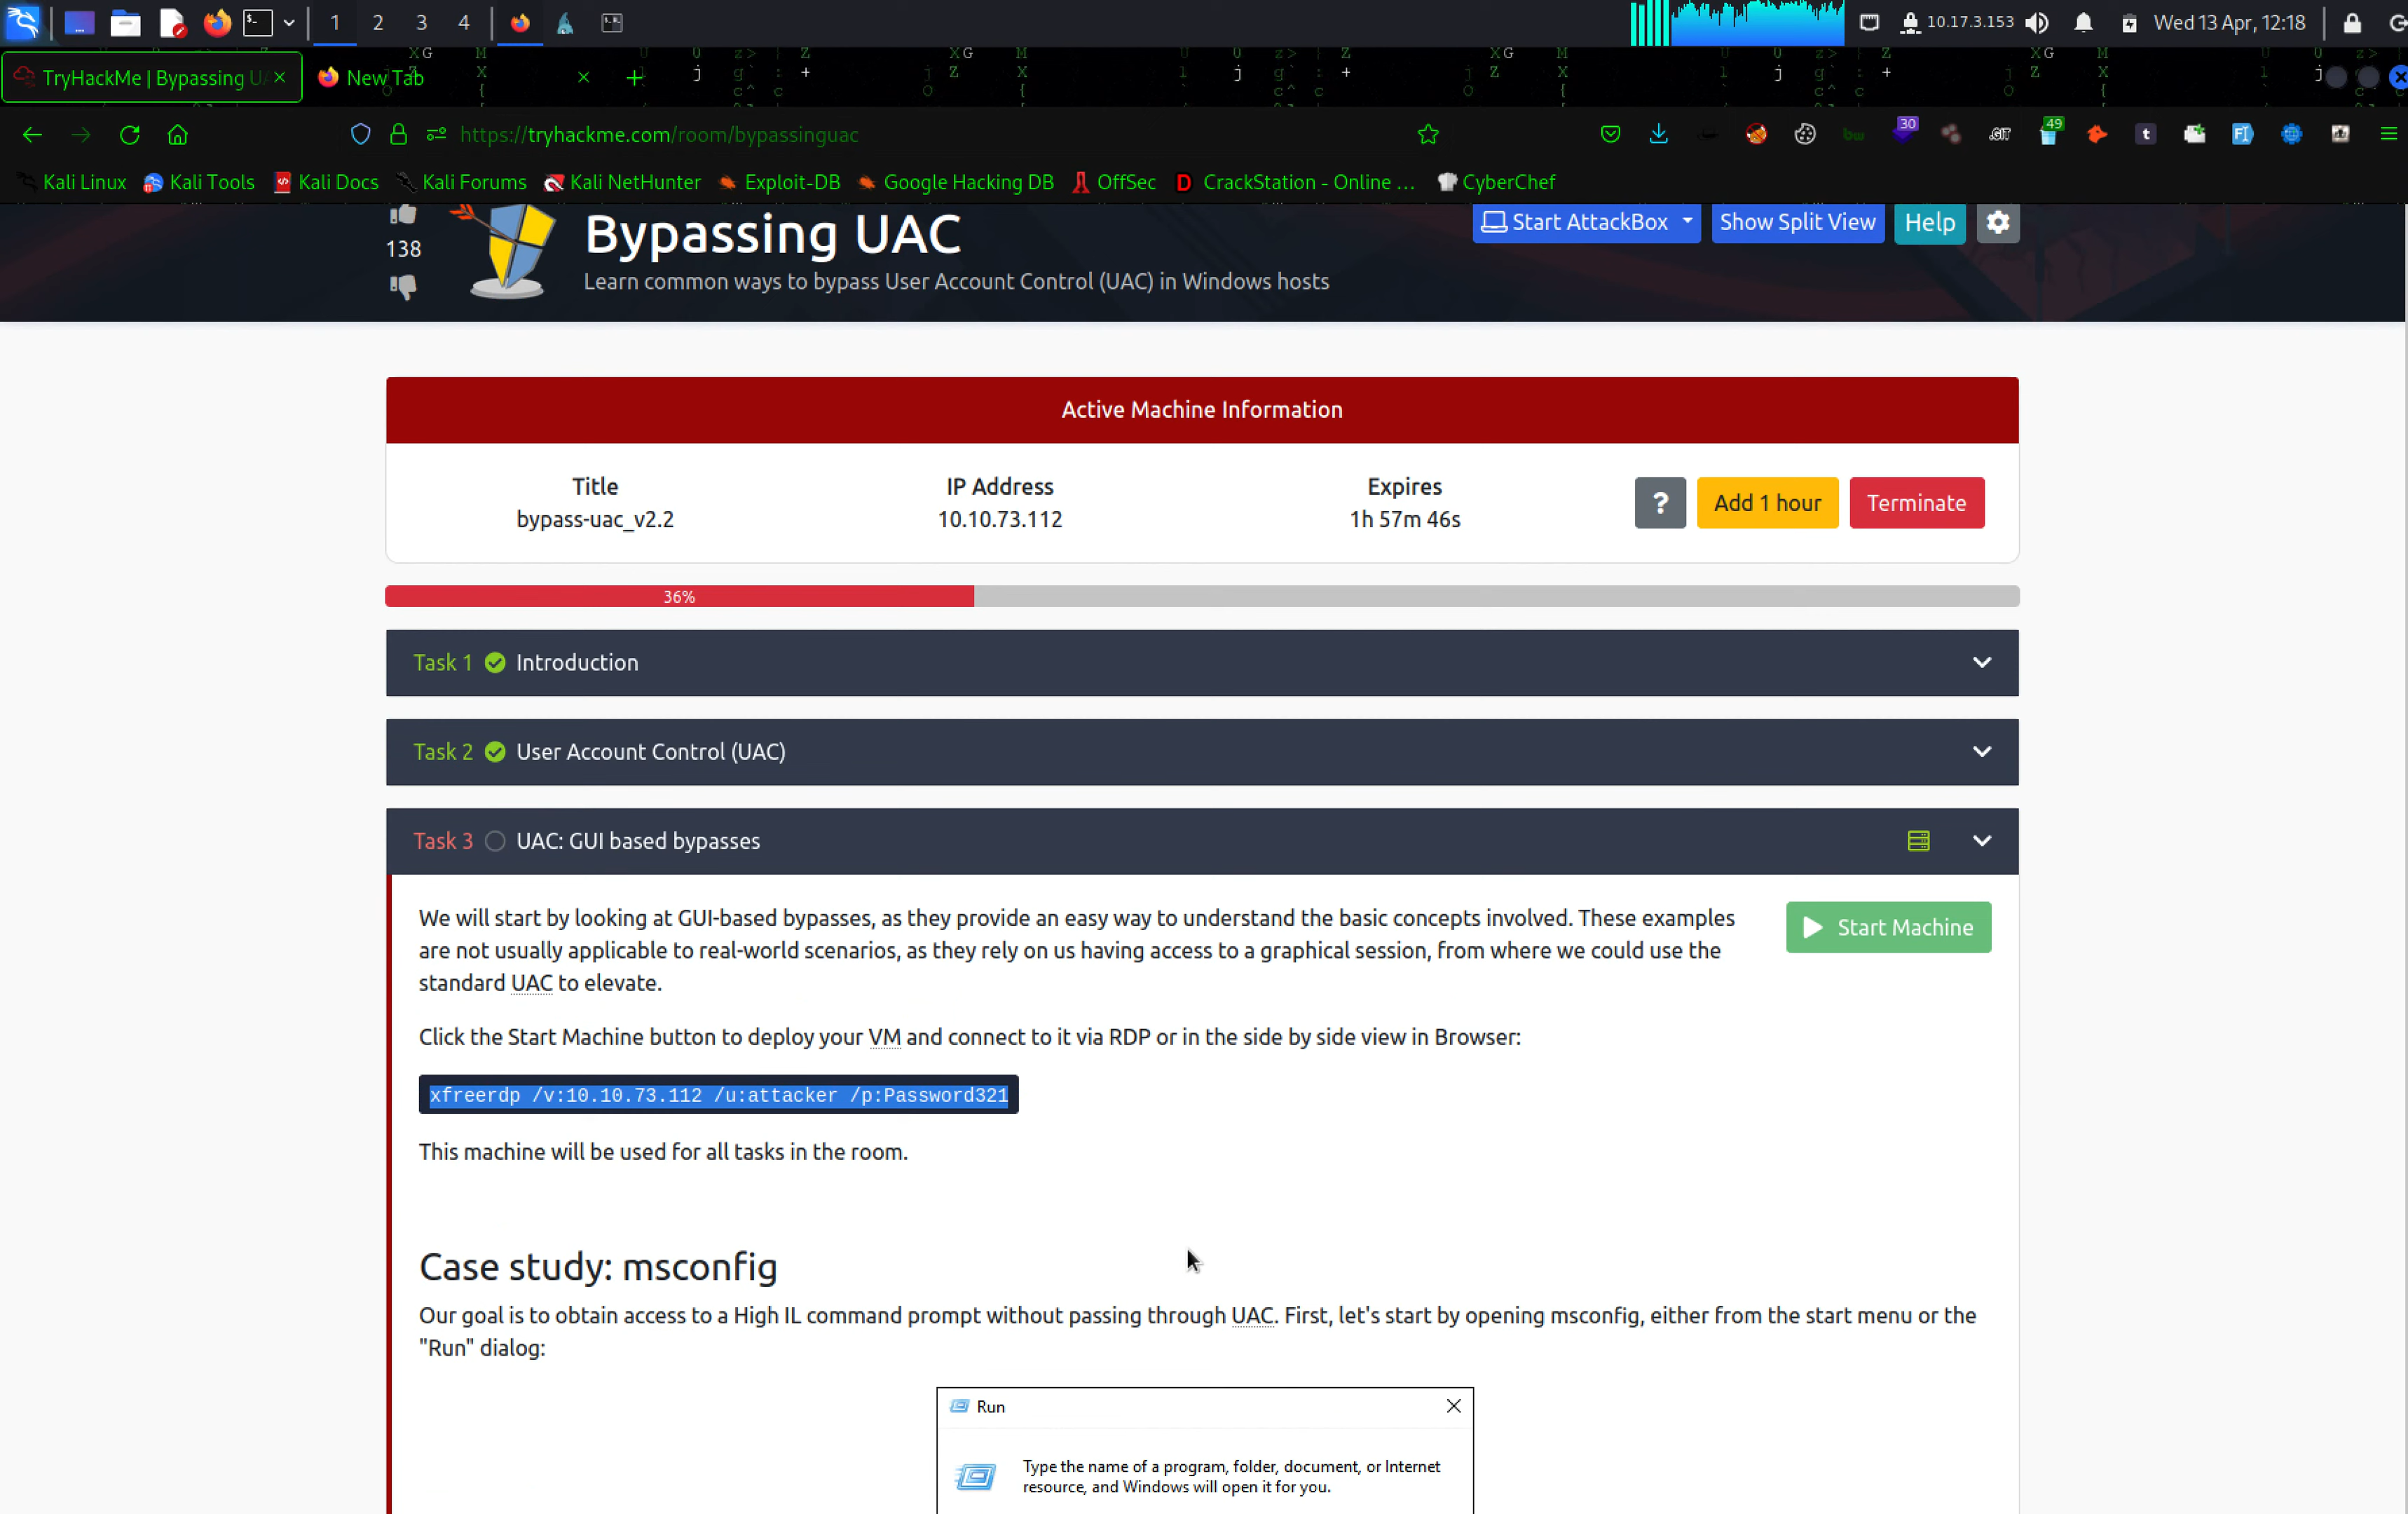 1 2 3 4 10.17.3.153 Wed 13 Apr, 12:18
TryHackMe | Bypassing UA
New Tab
https://tryhackme.com/room/bypassinguac
30
.GIT
49
t
Kali Linux Kali Tools Kali Docs Kali Forums Kali NetHunter Exploit-DB Google Hacking DB OffSec CrackStation - Online ... CyberChef
138
Bypassing UAC
Learn common ways to bypass User Account Control (UAC) in Windows hosts
Start AttackBox Show Split View Help
Active Machine Information
Title IP Address Expires
bypass-uac_v2.2 10.10.73.112 1h 57m 46s
? Add 1 hour Terminate
36%
Task 1 Introduction
Task 2 User Account Control (UAC)
Task 3 UAC: GUI based bypasses
We will start by looking at GUI-based bypasses, as they provide an easy way to understand the basic concepts involved. These examples
are not usually applicable to real-world scenarios, as they rely on us having access to a graphical session, from where we could use the
standard UAC to elevate.
Start Machine
Click the Start Machine button to deploy your VM and connect to it via RDP or in the side by side view in Browser:
xfreerdp /v:10.10.73.112 /u:attacker /p:Password321
This machine will be used for all tasks in the room.
Case study: msconfig
Our goal is to obtain access to a High IL command prompt without passing through UAC. First, let's start by opening msconfig, either from the start menu or the
"Run" dialog:
Run
Type the name of a program, folder, document, or Internet
resource, and Windows will open it for you.